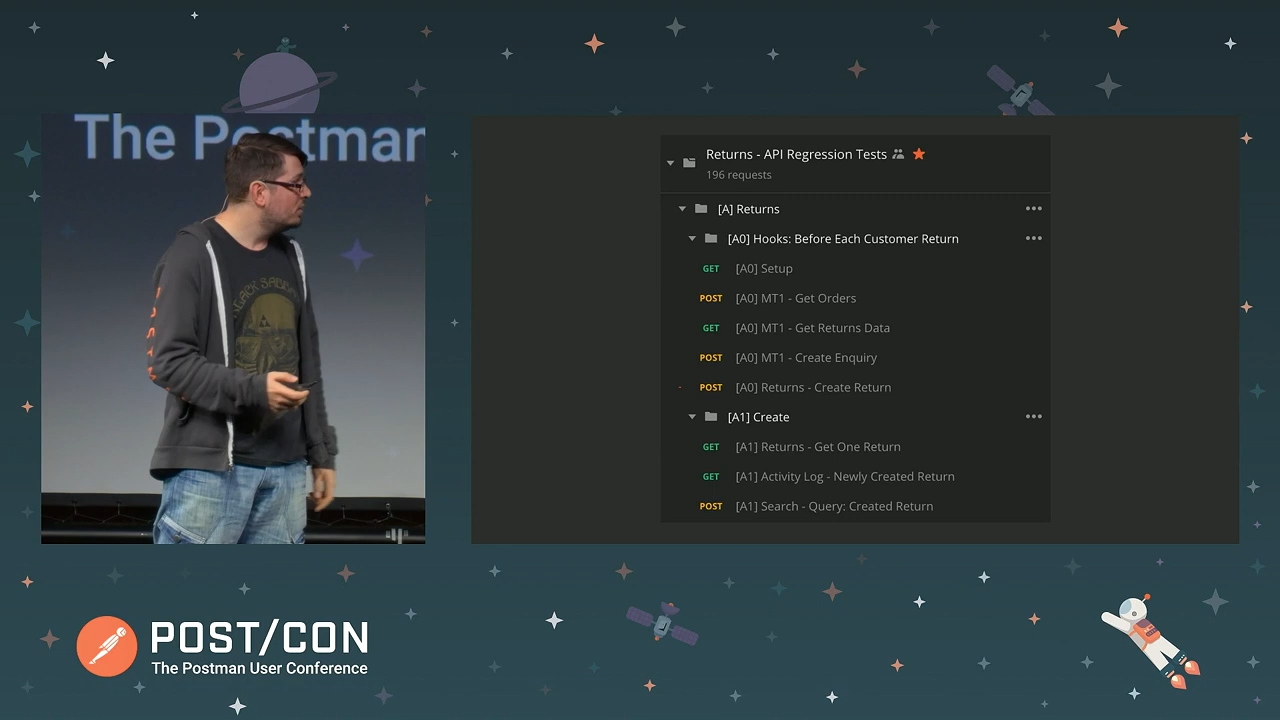 The Postman
BLACK SABBATH
POST
Returns - API Regression Tests
196 requests
[A] Returns
[A0] Hooks: Before Each Customer Return
GET [A0] Setup
POST [A0] MT1 - Get Orders
GET [A0] MT1 - Get Returns Data
POST [A0] MT1 - Create Enquiry
- POST [A0] Returns - Create Return
[A1] Create
GET [A1] Returns - Get One Return
GET [A1] Activity Log - Newly Created Return
POST [A1] Search - Query: Created Return
POST/CON
The Postman User Conference